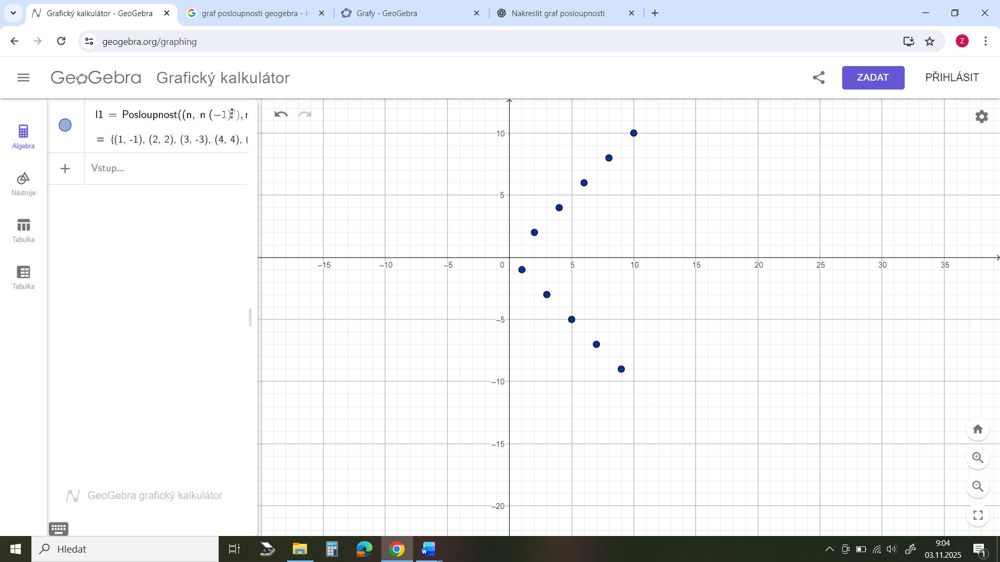 Grafický kalkulátor - GeoGebra
graf posloupnosti geogebra - H
Grafy - GeoGebra
Nakreslit graf posloupnosti
geogebra.org/graphing
Z
GeoGebra
Grafický kalkulátor
ZADAT
PŘIHLÁSIT
Algebra
Nástroje
Tabulka
Tabulka
l1 = Posloupnost((n, n (−1)ⁿ), n
= {(1, -1), (2, 2), (3, -3), (4, 4), (
Vstup...
GeoGebra grafický kalkulátor
10
5
−15 −10 −5 0 5 10 15 20 25 30 35
−5
−10
−15
−20
Hledat
9:04
03.11.2025
1